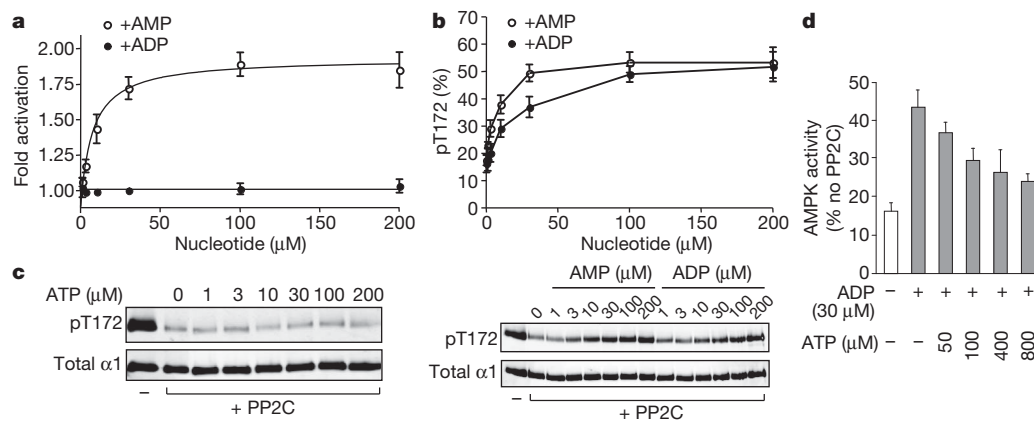 a
+AMP
+ADP
Fold activation
2.00
1.75
1.50
1.25
1.00
0 50 100 150 200
Nucleotide (μM)
b
+AMP
+ADP
pT172 (%)
60
50
40
30
20
10
0
0 50 100 150 200
Nucleotide (μM)
c
ATP (μM) 0 1 3 10 30 100 200
pT172
Total α1
– + PP2C
AMP (μM) ADP (μM)
0 1 3 10 30 100 200 1 3 10 30 100 200
pT172
Total α1
– + PP2C
d
AMPK activity
(% no PP2C)
50
40
30
20
10
0
ADP – + + + + +
(30 μM)
ATP (μM) – – 50 100 400 800